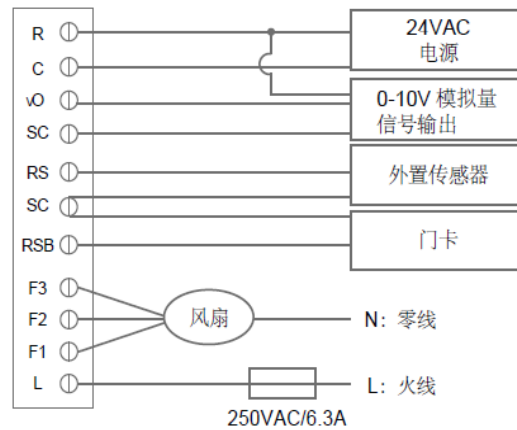 R
24VAC
电源
C
vO
0-10V 模拟量
信号输出
SC
RS
外置传感器
SC
门卡
RSB
F3
F2
风扇
N: 零线
F1
L
L: 火线
250VAC/6.3A